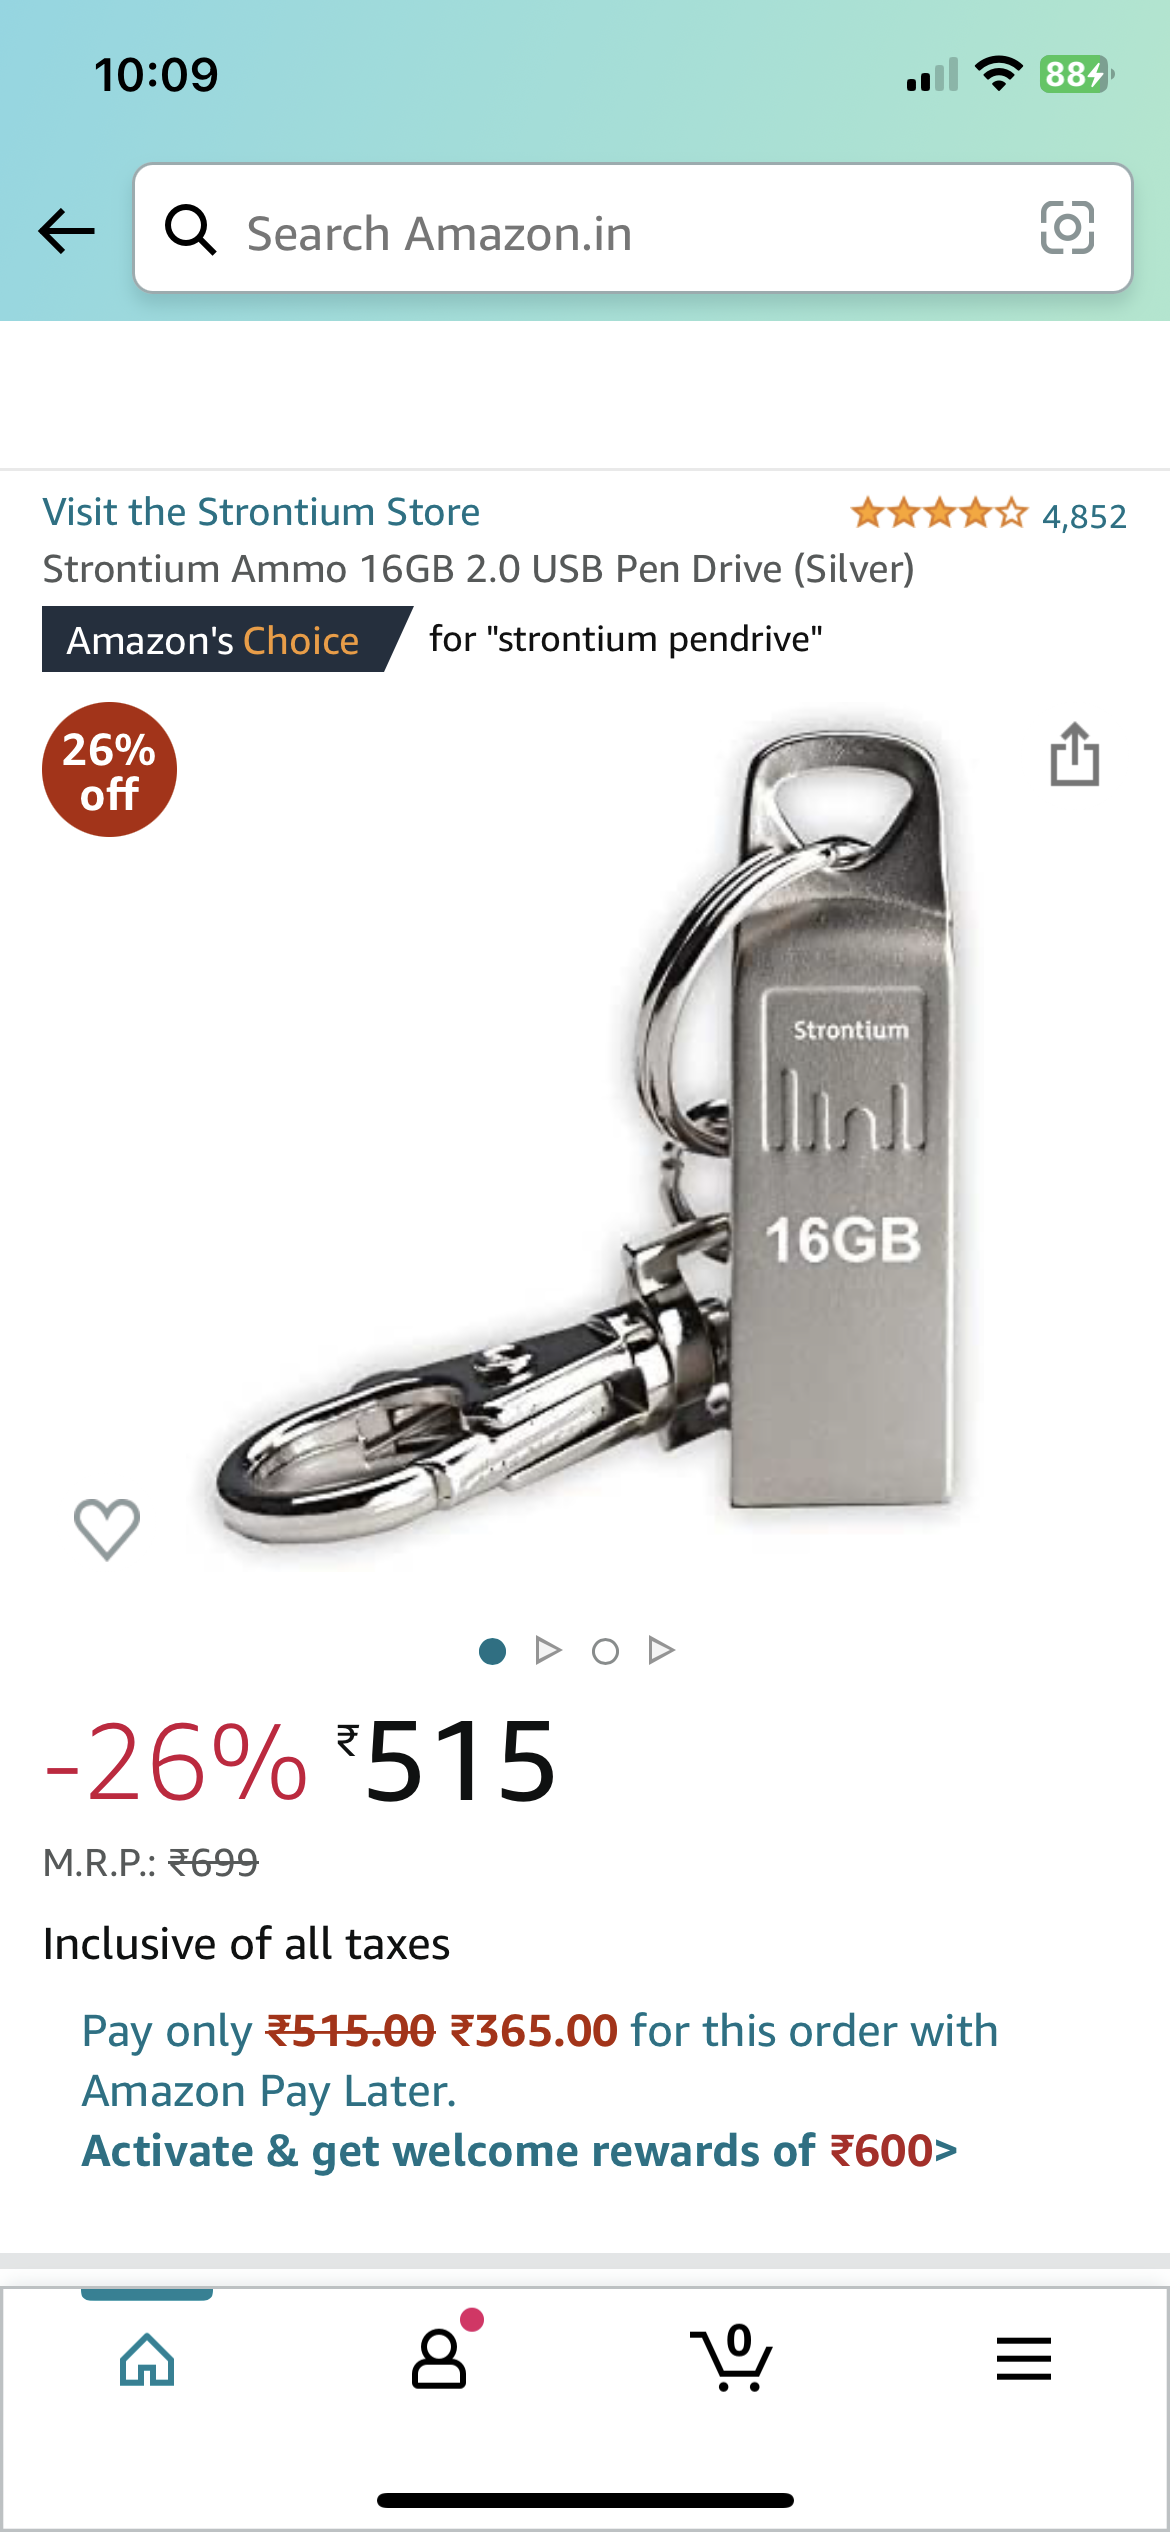 10:09
88
Search Amazon.in
Visit the Strontium Store
4,852
Strontium Ammo 16GB 2.0 USB Pen Drive (Silver)
Amazon's Choice for "strontium pendrive"
26%
off
Strontium
16GB
-26% ₹515
M.R.P.: ₹699
Inclusive of all taxes
Pay only ₹515.00 ₹365.00 for this order with
Amazon Pay Later.
Activate & get welcome rewards of ₹600>
0